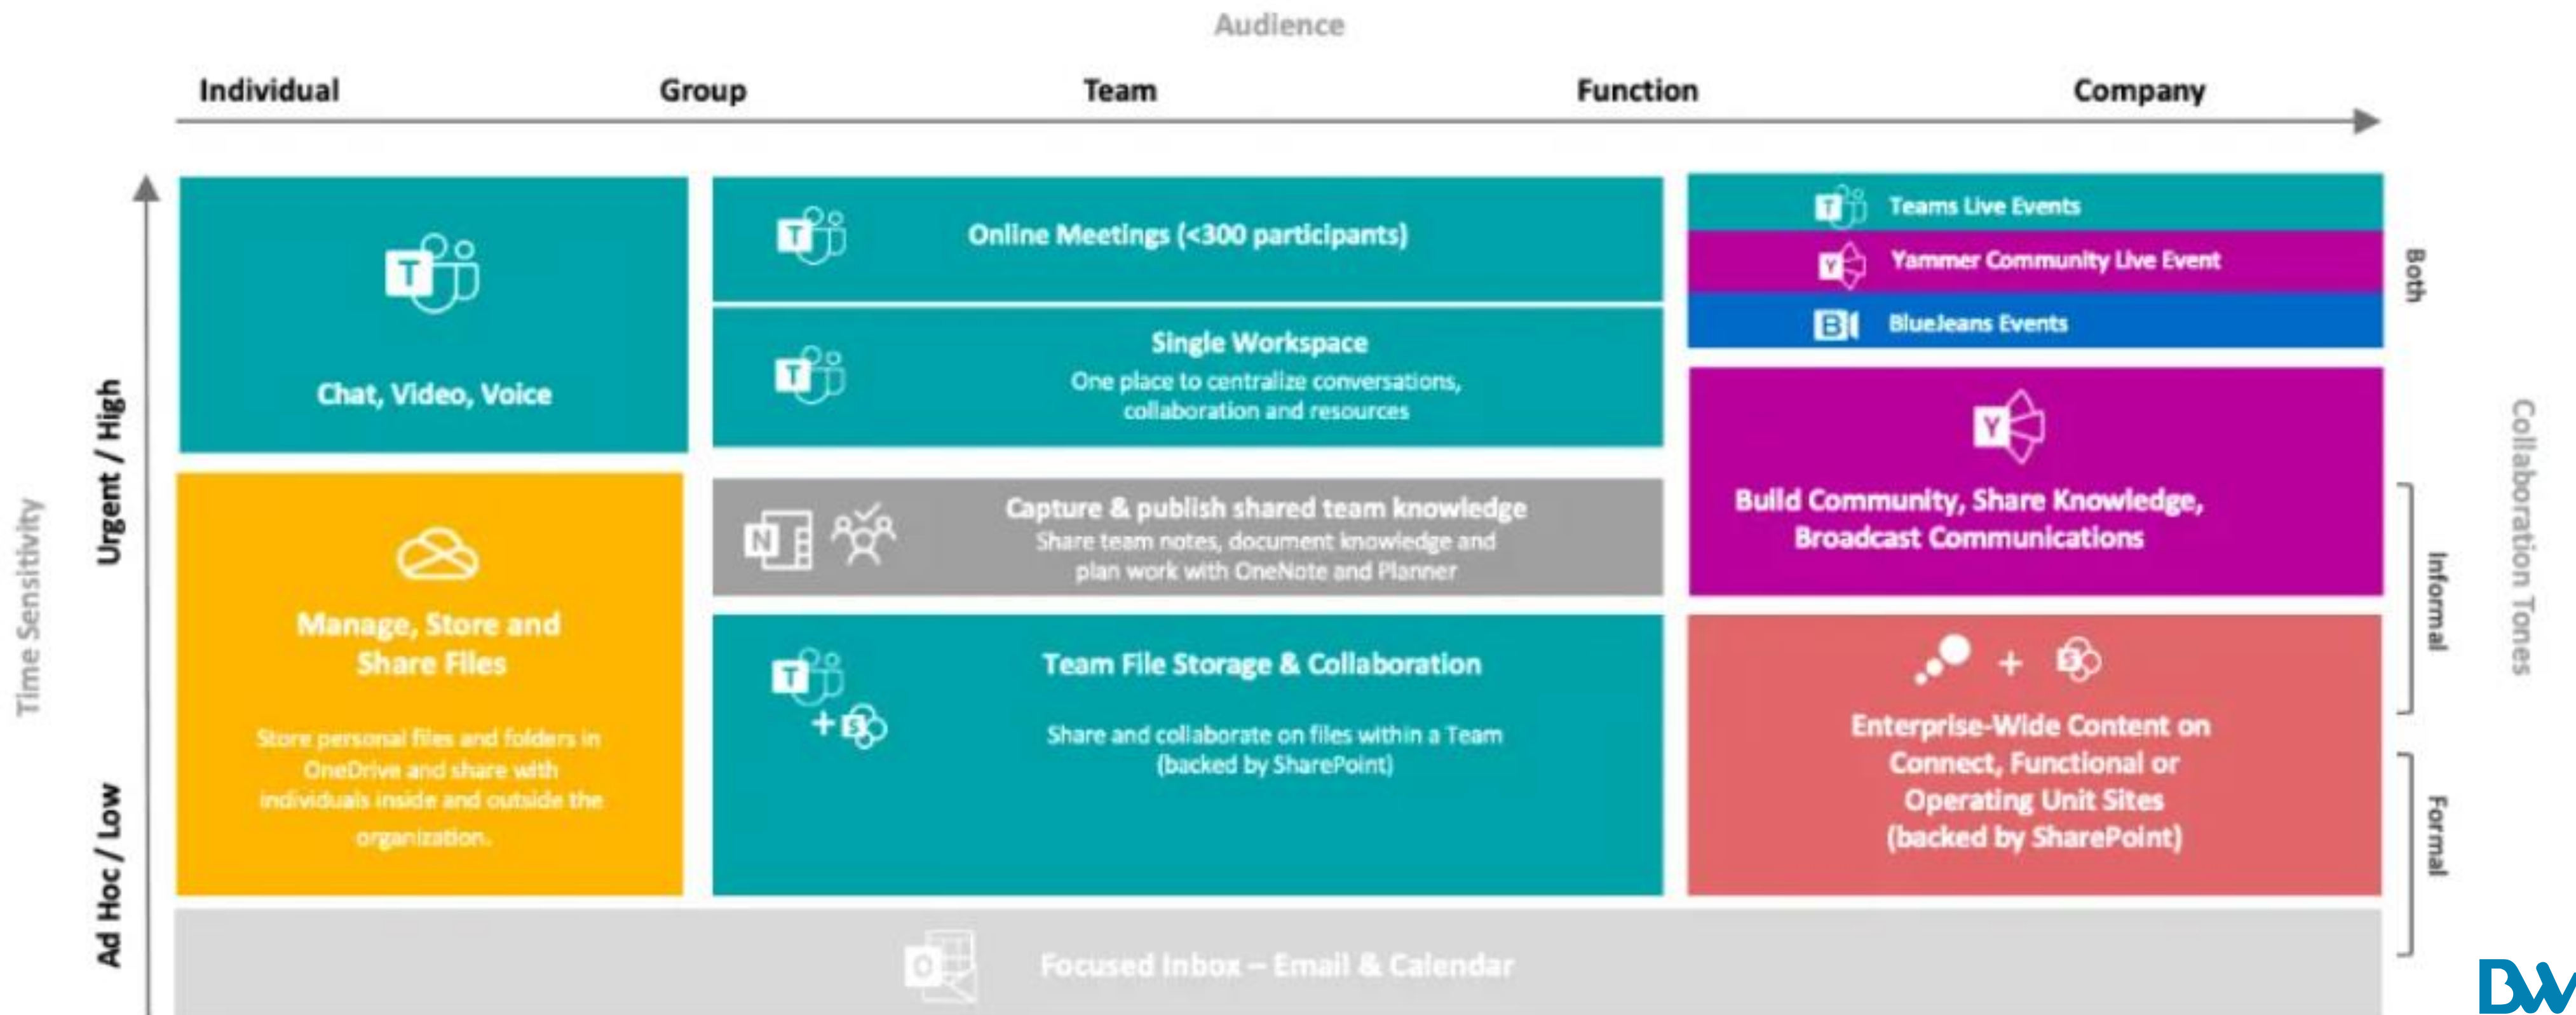 Audience
Individual
Group
Team
Function
Company
Time Sensitivity
Urgent / High
Ad Hoc / Low
T
Chat, Video, Voice
T
Online Meetings (<300 participants)
T
Single Workspace
One place to centralize conversations,
collaboration and resources
T
Teams Live Events
Y
Yammer Community Live Event
B
BlueJeans Events
Both
Manage, Store and
Share Files
Store personal files and folders in
OneDrive and share with
individuals inside and outside the
organization.
N
Capture & publish shared team knowledge
Share team notes, document knowledge and
plan work with OneNote and Planner
T
+ S
Team File Storage & Collaboration
Share and collaborate on files within a Team
(backed by SharePoint)
Y
Build Community, Share Knowledge,
Broadcast Communications
Informal
Collaboration Tones
+ S
Enterprise-Wide Content on
Connect, Functional or
Operating Unit Sites
(backed by SharePoint)
Formal
O
Focused Inbox – Email & Calendar
DW